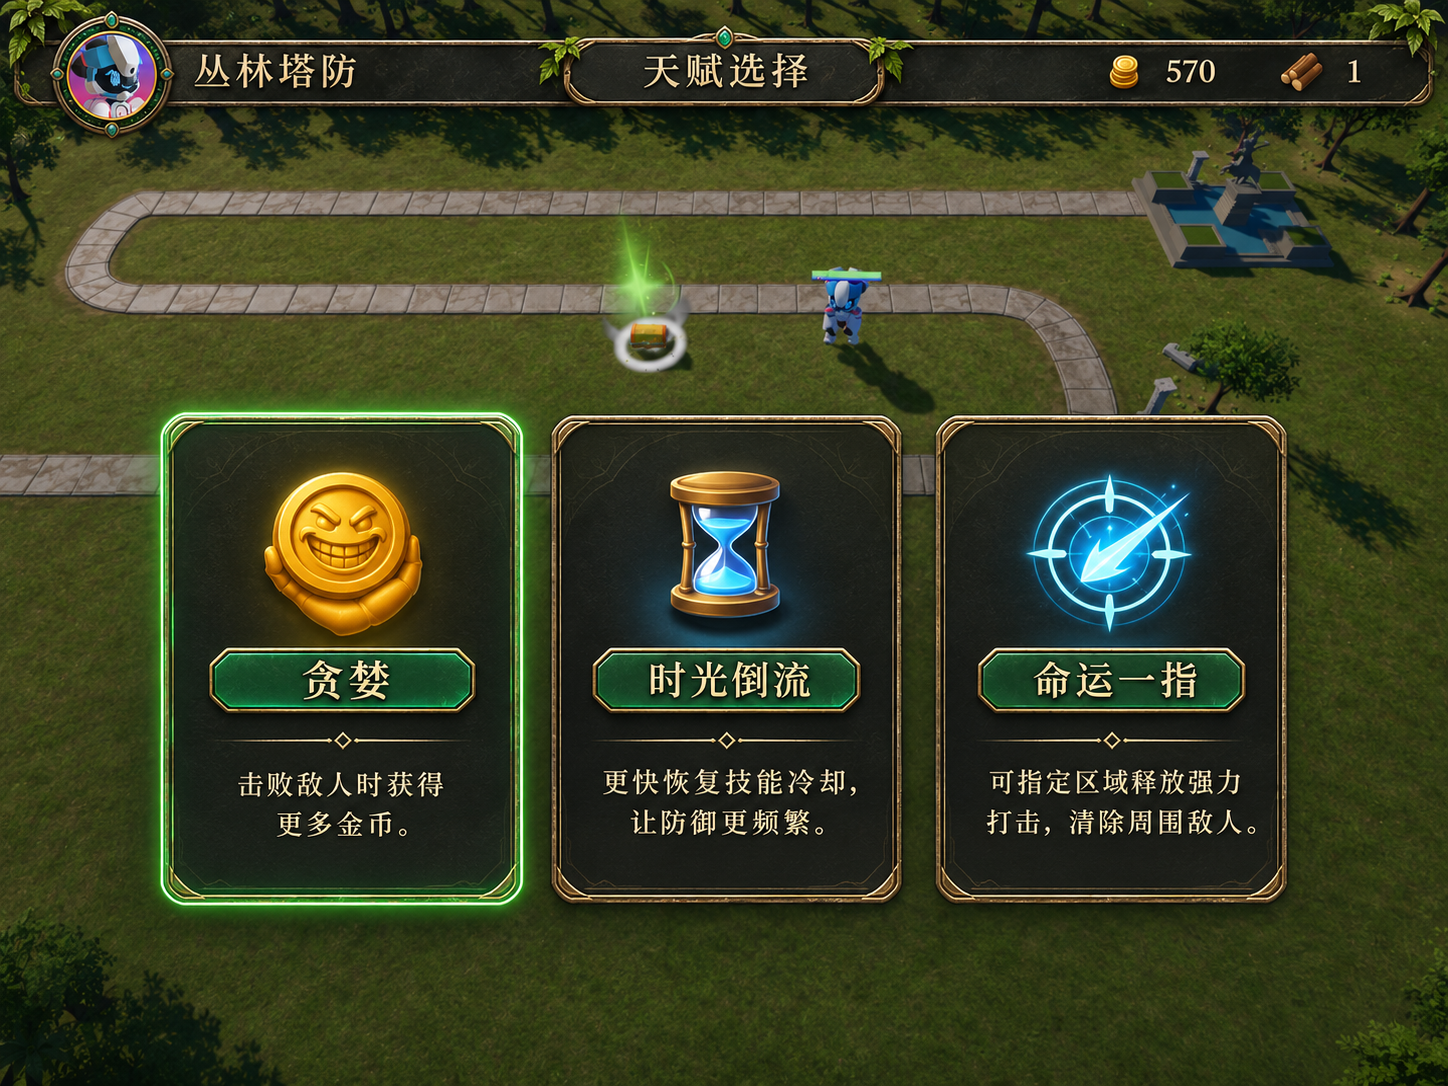 丛林塔防
天赋选择
570
1
贪婪
击败敌人时获得
更多金币。
时光倒流
更快恢复技能冷却，
让防御更频繁。
命运一指
可指定区域释放强力
打击，清除周围敌人。